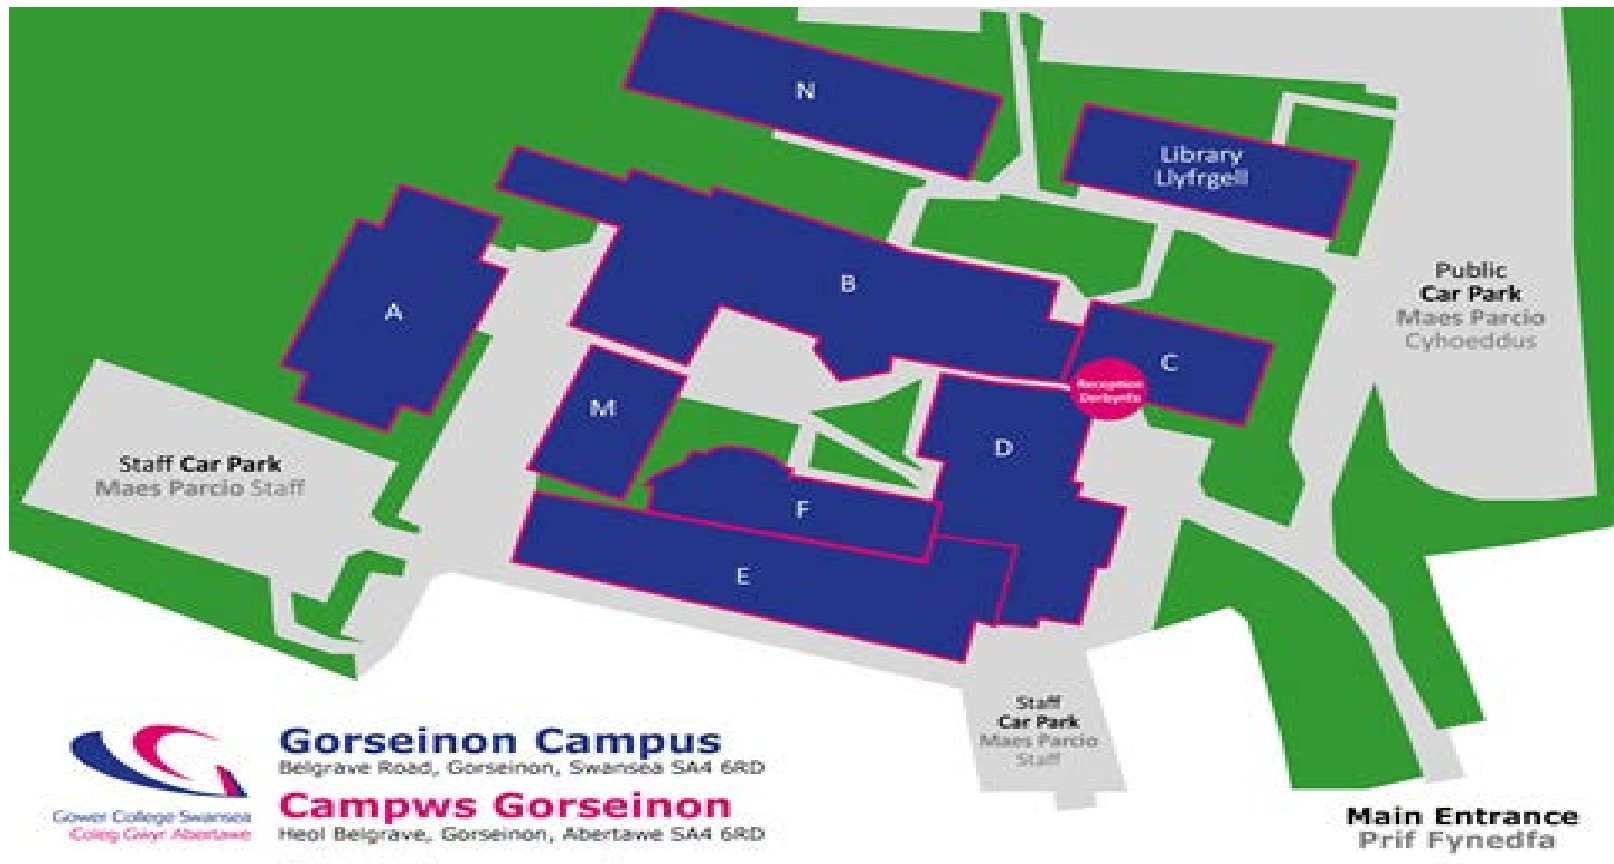 N
Library
Llyfrgell
B
A
Public
Car Park
Maes Parcio
Cyhoeddus
C
Reception
Derbynfa
M
D
Staff Car Park
Maes Parcio Staff
F
E
Staff
Car Park
Maes Parcio
Staff
Gorseinon Campus
Belgrave Road, Gorseinon, Swansea SA4 6RD
Campws Gorseinon
Heol Belgrave, Gorseinon, Abertawe SA4 6RD
Gower College Swansea
Coleg Gŵyr Abertawe
Main Entrance
Prif Fynedfa